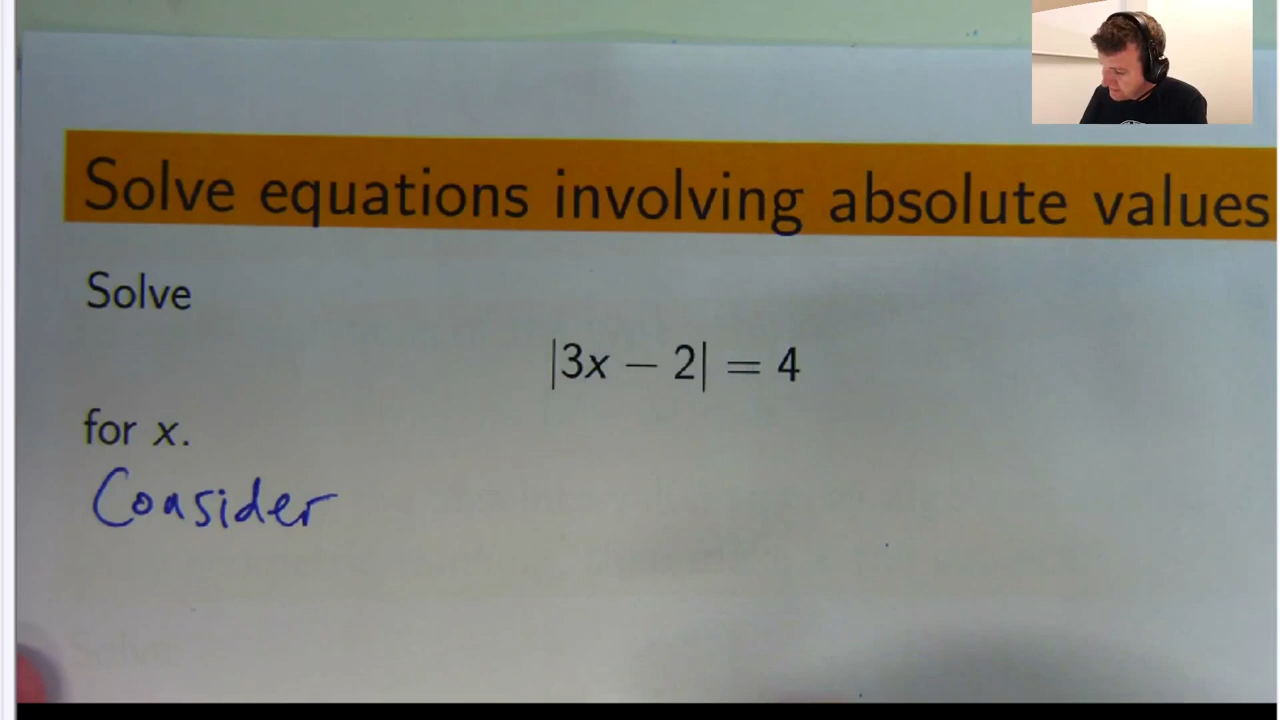 Solve equations involving absolute values
Solve
|3x − 2| = 4
for x.
Consider